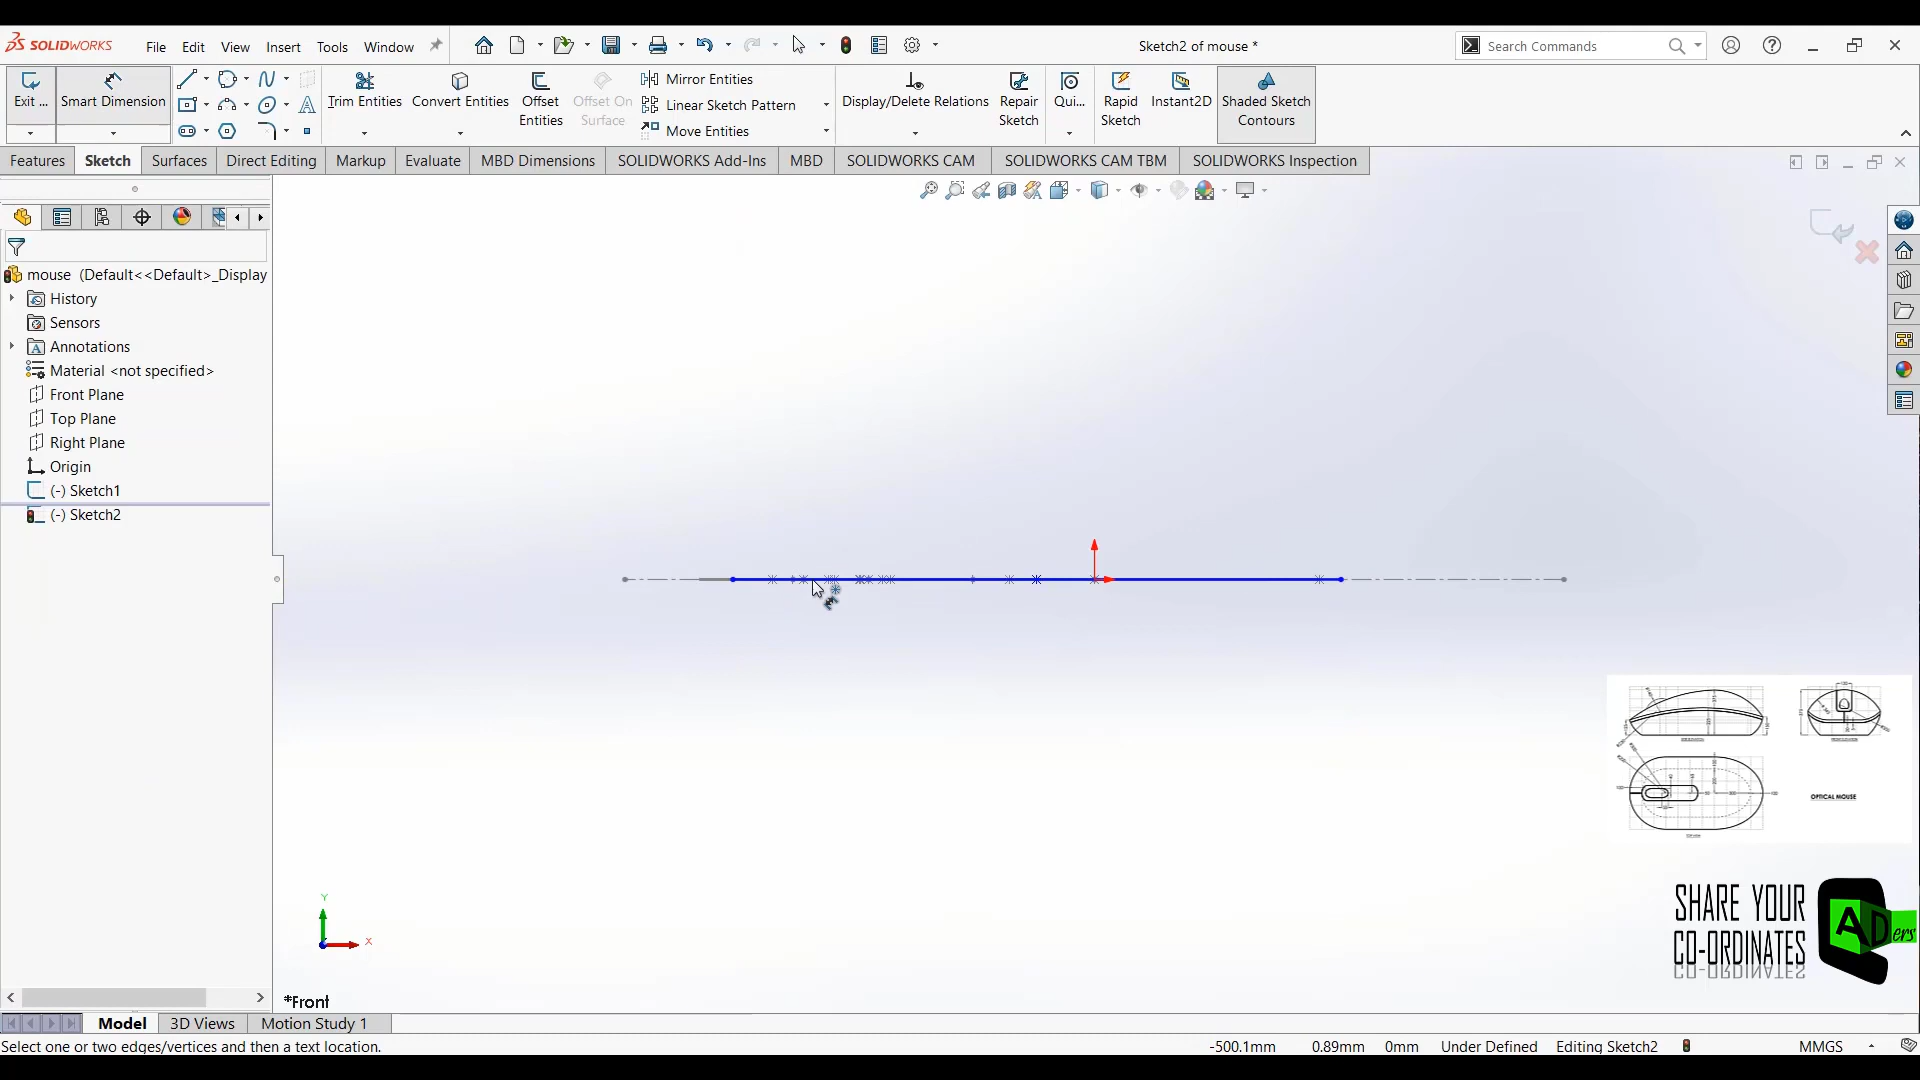 SOLIDWORKS
File
Edit
View
Insert
Tools
Window
Sketch2 of mouse *
Search Commands
Exit ...
Smart Dimension
Trim Entities
Convert Entities
Offset
Entities
Offset On
Surface
Mirror Entities
Linear Sketch Pattern
Move Entities
Display/Delete Relations
Repair
Sketch
Qui...
Rapid
Sketch
Instant2D
Shaded Sketch
Contours
Features
Sketch
Surfaces
Direct Editing
Markup
Evaluate
MBD Dimensions
SOLIDWORKS Add-Ins
MBD
SOLIDWORKS CAM
SOLIDWORKS CAM TBM
SOLIDWORKS Inspection
mouse (Default<<Default>_Display
History
Sensors
Annotations
Material <not specified>
Front Plane
Top Plane
Right Plane
Origin
(-) Sketch1
(-) Sketch2
OPTICAL MOUSE
SHARE YOUR
CO-ORDINATES
ADers
Y
X
*Front
Model
3D Views
Motion Study 1
Select one or two edges/vertices and then a text location.
-500.1mm
0.89mm
0mm
Under Defined
Editing Sketch2
MMGS